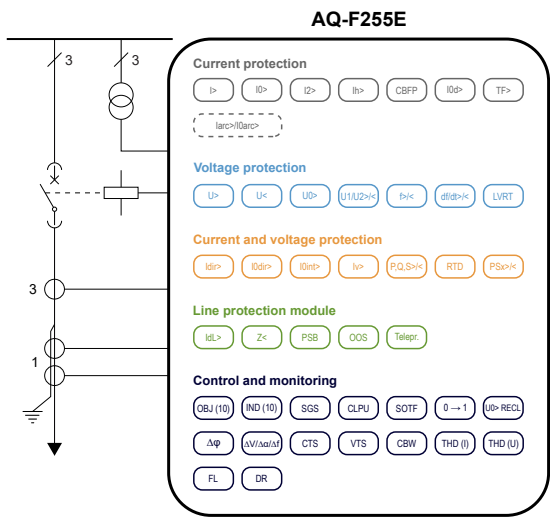 AQ-F255E
3 3
Current protection
I> I0> I2> Ih> CBFP I0d> TF>
Iarc>/I0arc>
Voltage protection
U> U< U0> U1/U2>/< f>/< df/dt>/< LVRT
Current and voltage protection
Idir> I0dir> I0int> Iv> P,Q,S>/< RTD PSx>/<
3
Line protection module
IdL> Z< PSB OOS Telepr.
1
Control and monitoring
OBJ (10) IND (10) SGS CLPU SOTF 0 → 1 U0> RECL
Δφ ΔV/Δα/Δf CTS VTS CBW THD (I) THD (U)
FL DR